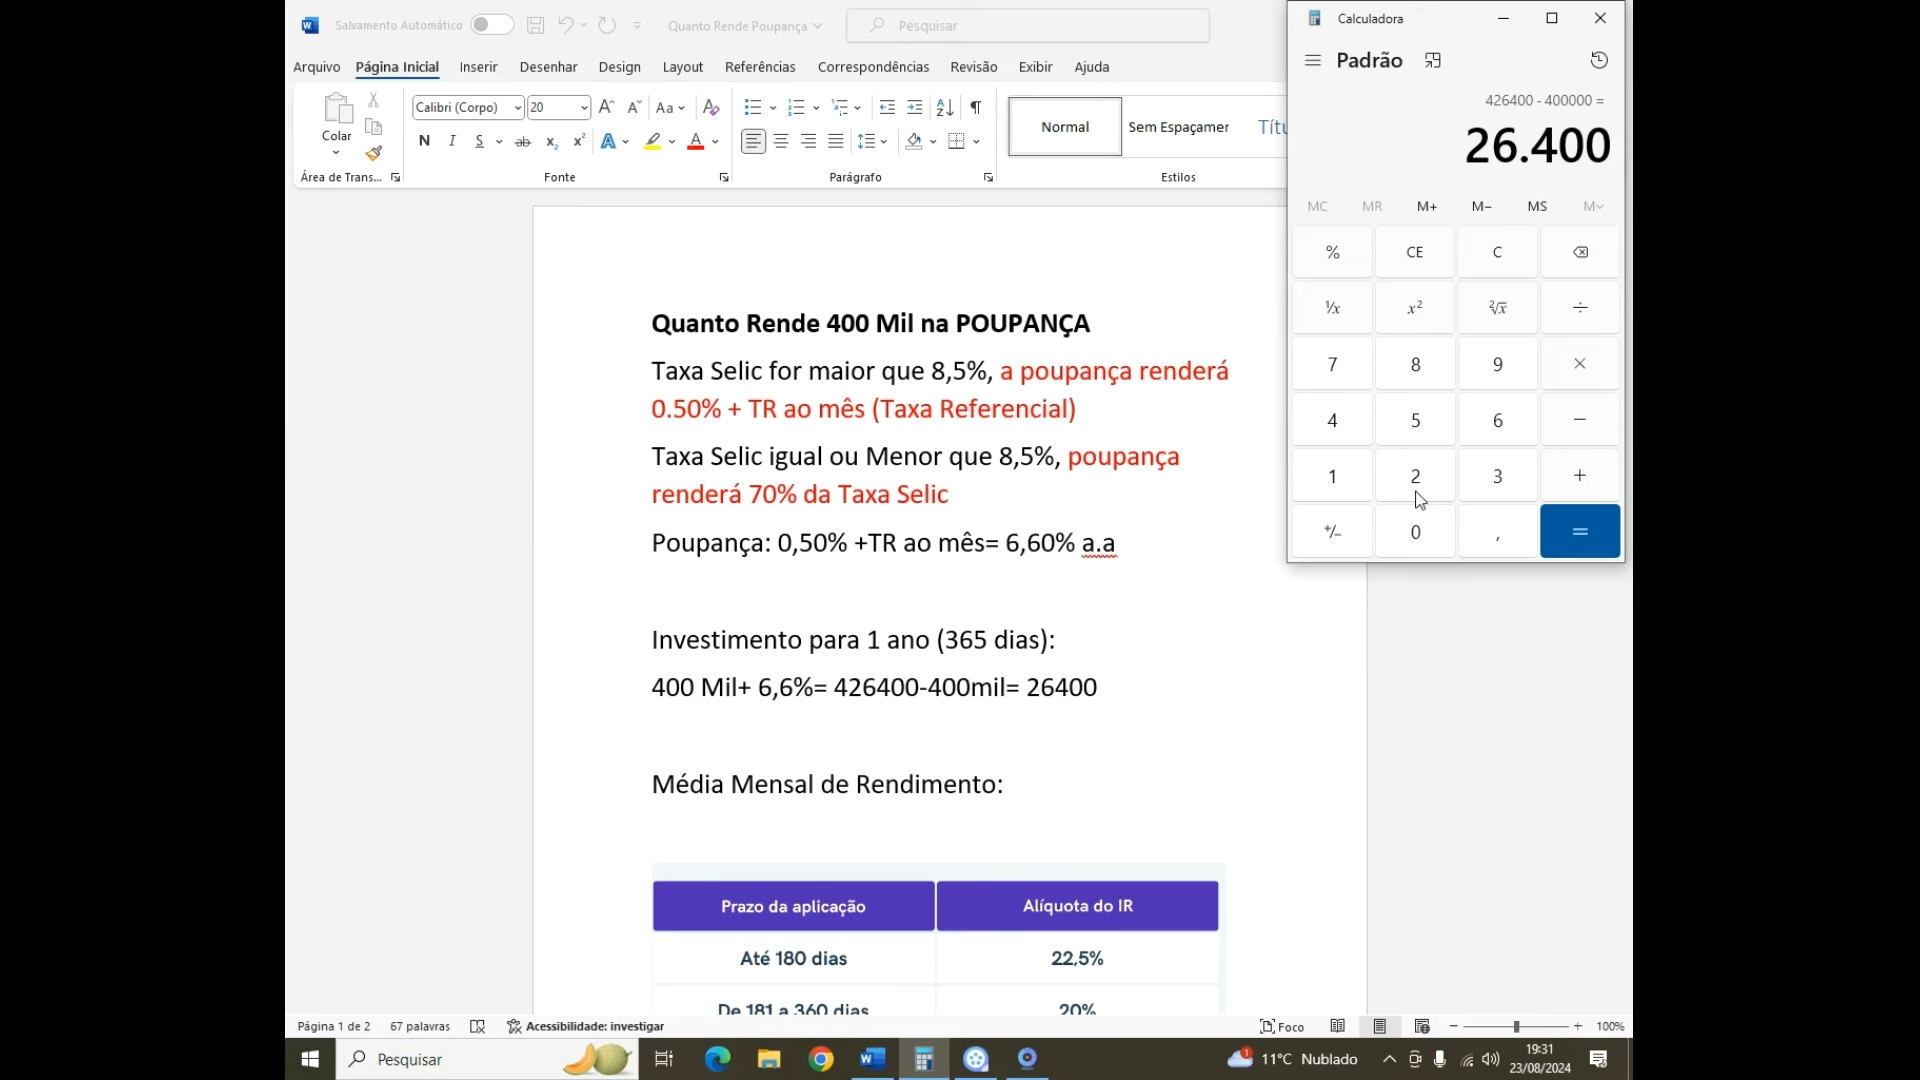 Salvamento Automático
Quanto Rende Poupança
Pesquisar
Arquivo Página Inicial Inserir Desenhar Design Layout Referências Correspondências Revisão Exibir Ajuda
Calibri (Corpo) 20
Colar
Área de Trans...
N I S ab x₂ x² A A
Fonte
Parágrafo
Normal
Sem Espaçamer
Títu
Estilos
Calculadora
Padrão
426400 - 400000 =
26.400
MC MR M+ M− MS M
% CE C
¹/x x² ²√x ÷
7 8 9 ×
4 5 6 −
1 2 3 +
+/− 0 , =
Quanto Rende 400 Mil na POUPANÇA
Taxa Selic for maior que 8,5%, a poupança renderá
0.50% + TR ao mês (Taxa Referencial)
Taxa Selic igual ou Menor que 8,5%, poupança
renderá 70% da Taxa Selic
Poupança: 0,50% +TR ao mês= 6,60% a.a
Investimento para 1 ano (365 dias):
400 Mil+ 6,6%= 426400-400mil= 26400
Média Mensal de Rendimento:
Prazo da aplicação Alíquota do IR
Até 180 dias 22,5%
De 181 a 360 dias 20%
Página 1 de 2 67 palavras Acessibilidade: investigar
Foco
100%
Pesquisar
11°C Nublado
19:31
23/08/2024